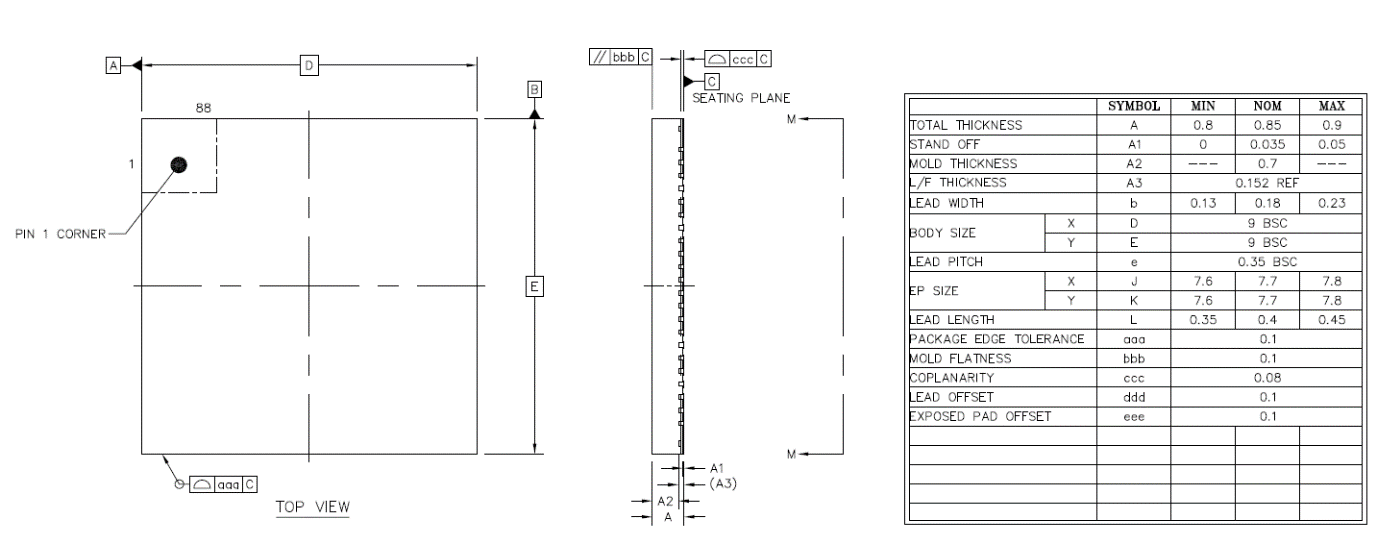 A
D
B
88
1
PIN 1 CORNER
E
aaa C
TOP VIEW
// bbb C
ccc C
C
SEATING PLANE
M
M
A1
(A3)
A2
A
SYMBOL MIN NOM MAX
TOTAL THICKNESS A 0.8 0.85 0.9
STAND OFF A1 0 0.035 0.05
MOLD THICKNESS A2 --- 0.7 ---
L/F THICKNESS A3 0.152 REF
LEAD WIDTH b 0.13 0.18 0.23
BODY SIZE X D 9 BSC
Y E 9 BSC
LEAD PITCH e 0.35 BSC
EP SIZE X J 7.6 7.7 7.8
Y K 7.6 7.7 7.8
LEAD LENGTH L 0.35 0.4 0.45
PACKAGE EDGE TOLERANCE aaa 0.1
MOLD FLATNESS bbb 0.1
COPLANARITY ccc 0.08
LEAD OFFSET ddd 0.1
EXPOSED PAD OFFSET eee 0.1